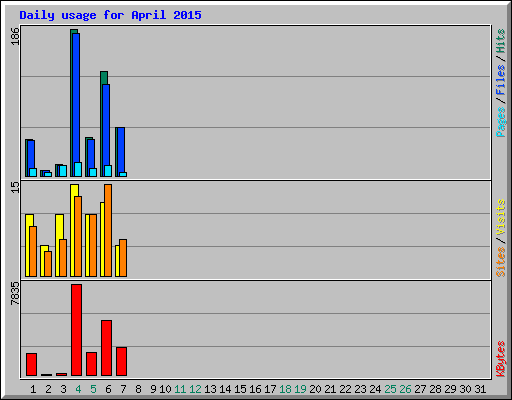 Daily usage for April 2015
186
Pages / Files / Hits
15
Sites / Visits
7835
KBytes
1 2 3 4 5 6 7 8 9 10 11 12 13 14 15 16 17 18 19 20 21 22 23 24 25 26 27 28 29 30 31